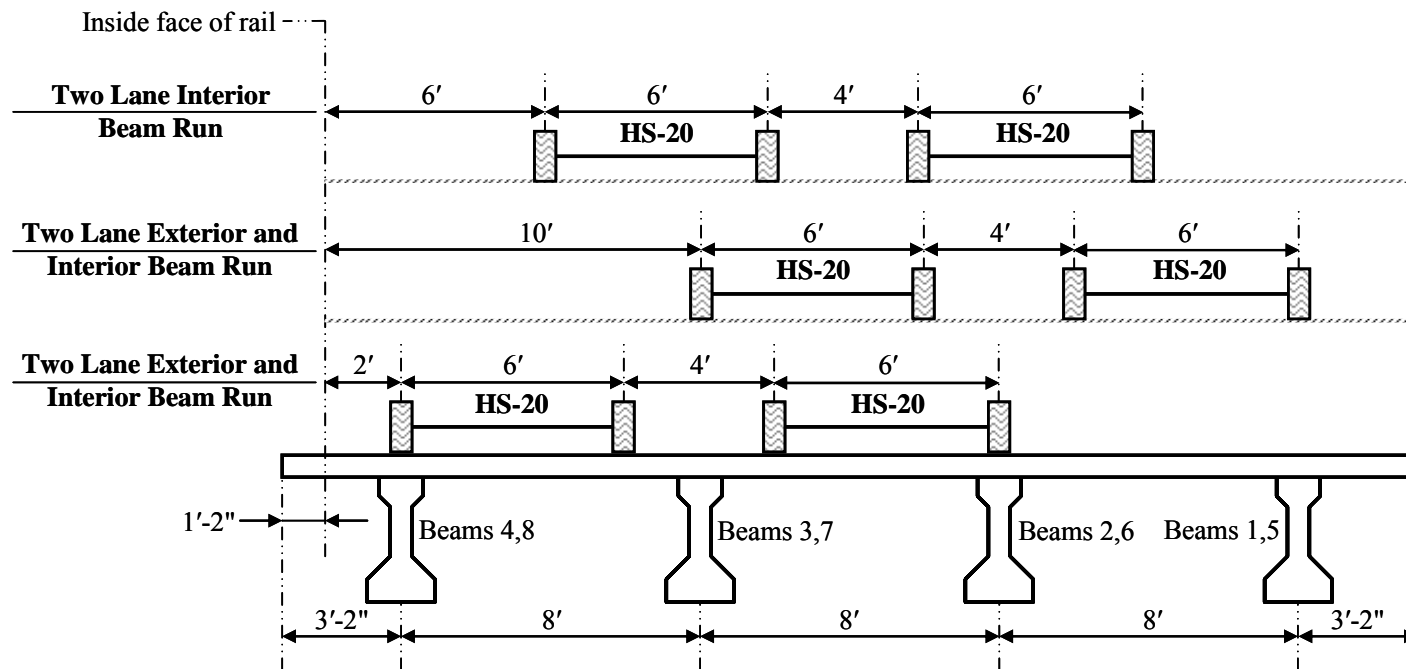 Inside face of rail
Two Lane Interior
Beam Run
6′ 6′ 4′ 6′
HS-20 HS-20
Two Lane Exterior and
Interior Beam Run
10′ 6′ 4′ 6′
HS-20 HS-20
Two Lane Exterior and
Interior Beam Run
2′ 6′ 4′ 6′
HS-20 HS-20
1′-2" Beams 4,8 Beams 3,7 Beams 2,6 Beams 1,5
3′-2" 8′ 8′ 8′ 3′-2"